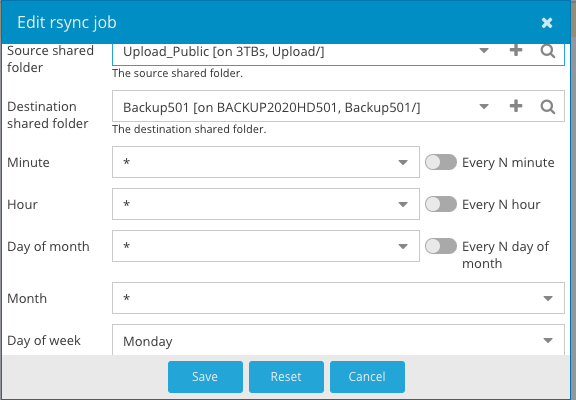 Edit rsync job
Source shared
folder
Upload_Public [on 3TBs, Upload/]
The source shared folder.
Destination
shared folder
Backup501 [on BACKUP2020HD501, Backup501/]
The destination shared folder.
Minute
*
Every N minute
Hour
*
Every N hour
Day of month
*
Every N day of
month
Month
*
Day of week
Monday
Save
Reset
Cancel